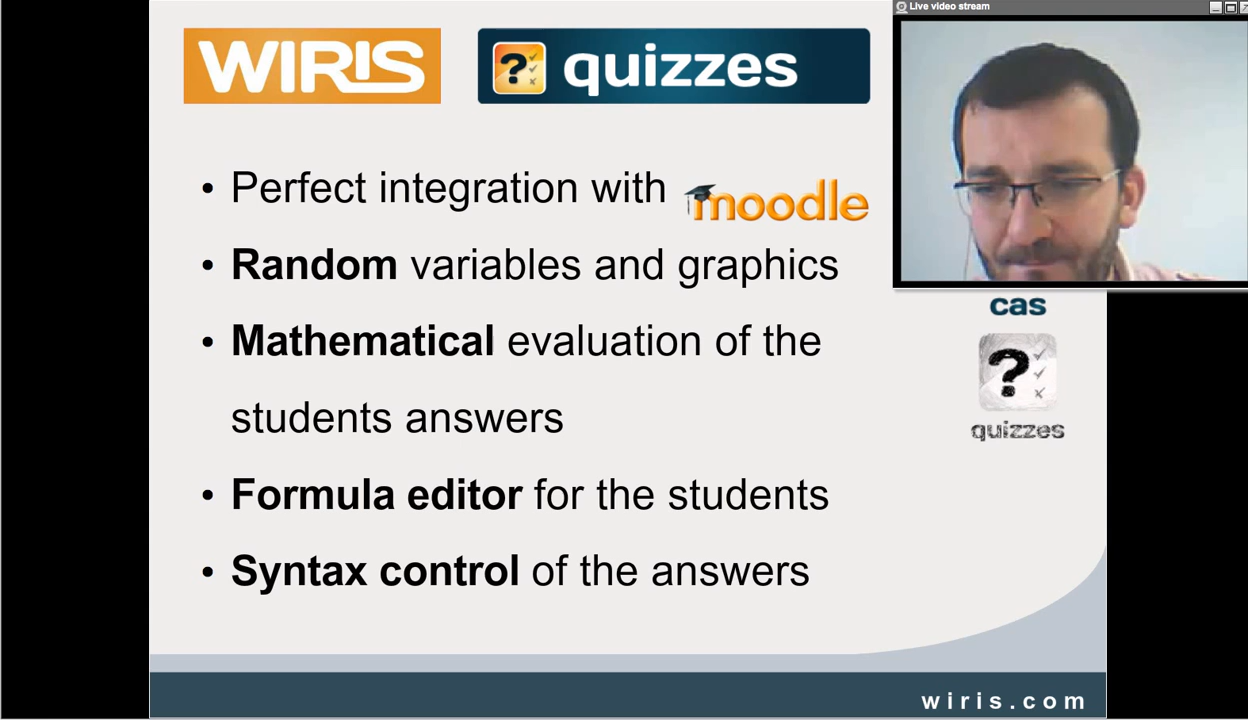 Live video stream
WIRIS
? quizzes
• Perfect integration with moodle
• Random variables and graphics
• Mathematical evaluation of the
students answers
• Formula editor for the students
• Syntax control of the answers
cas
?
quizzes
wiris.com